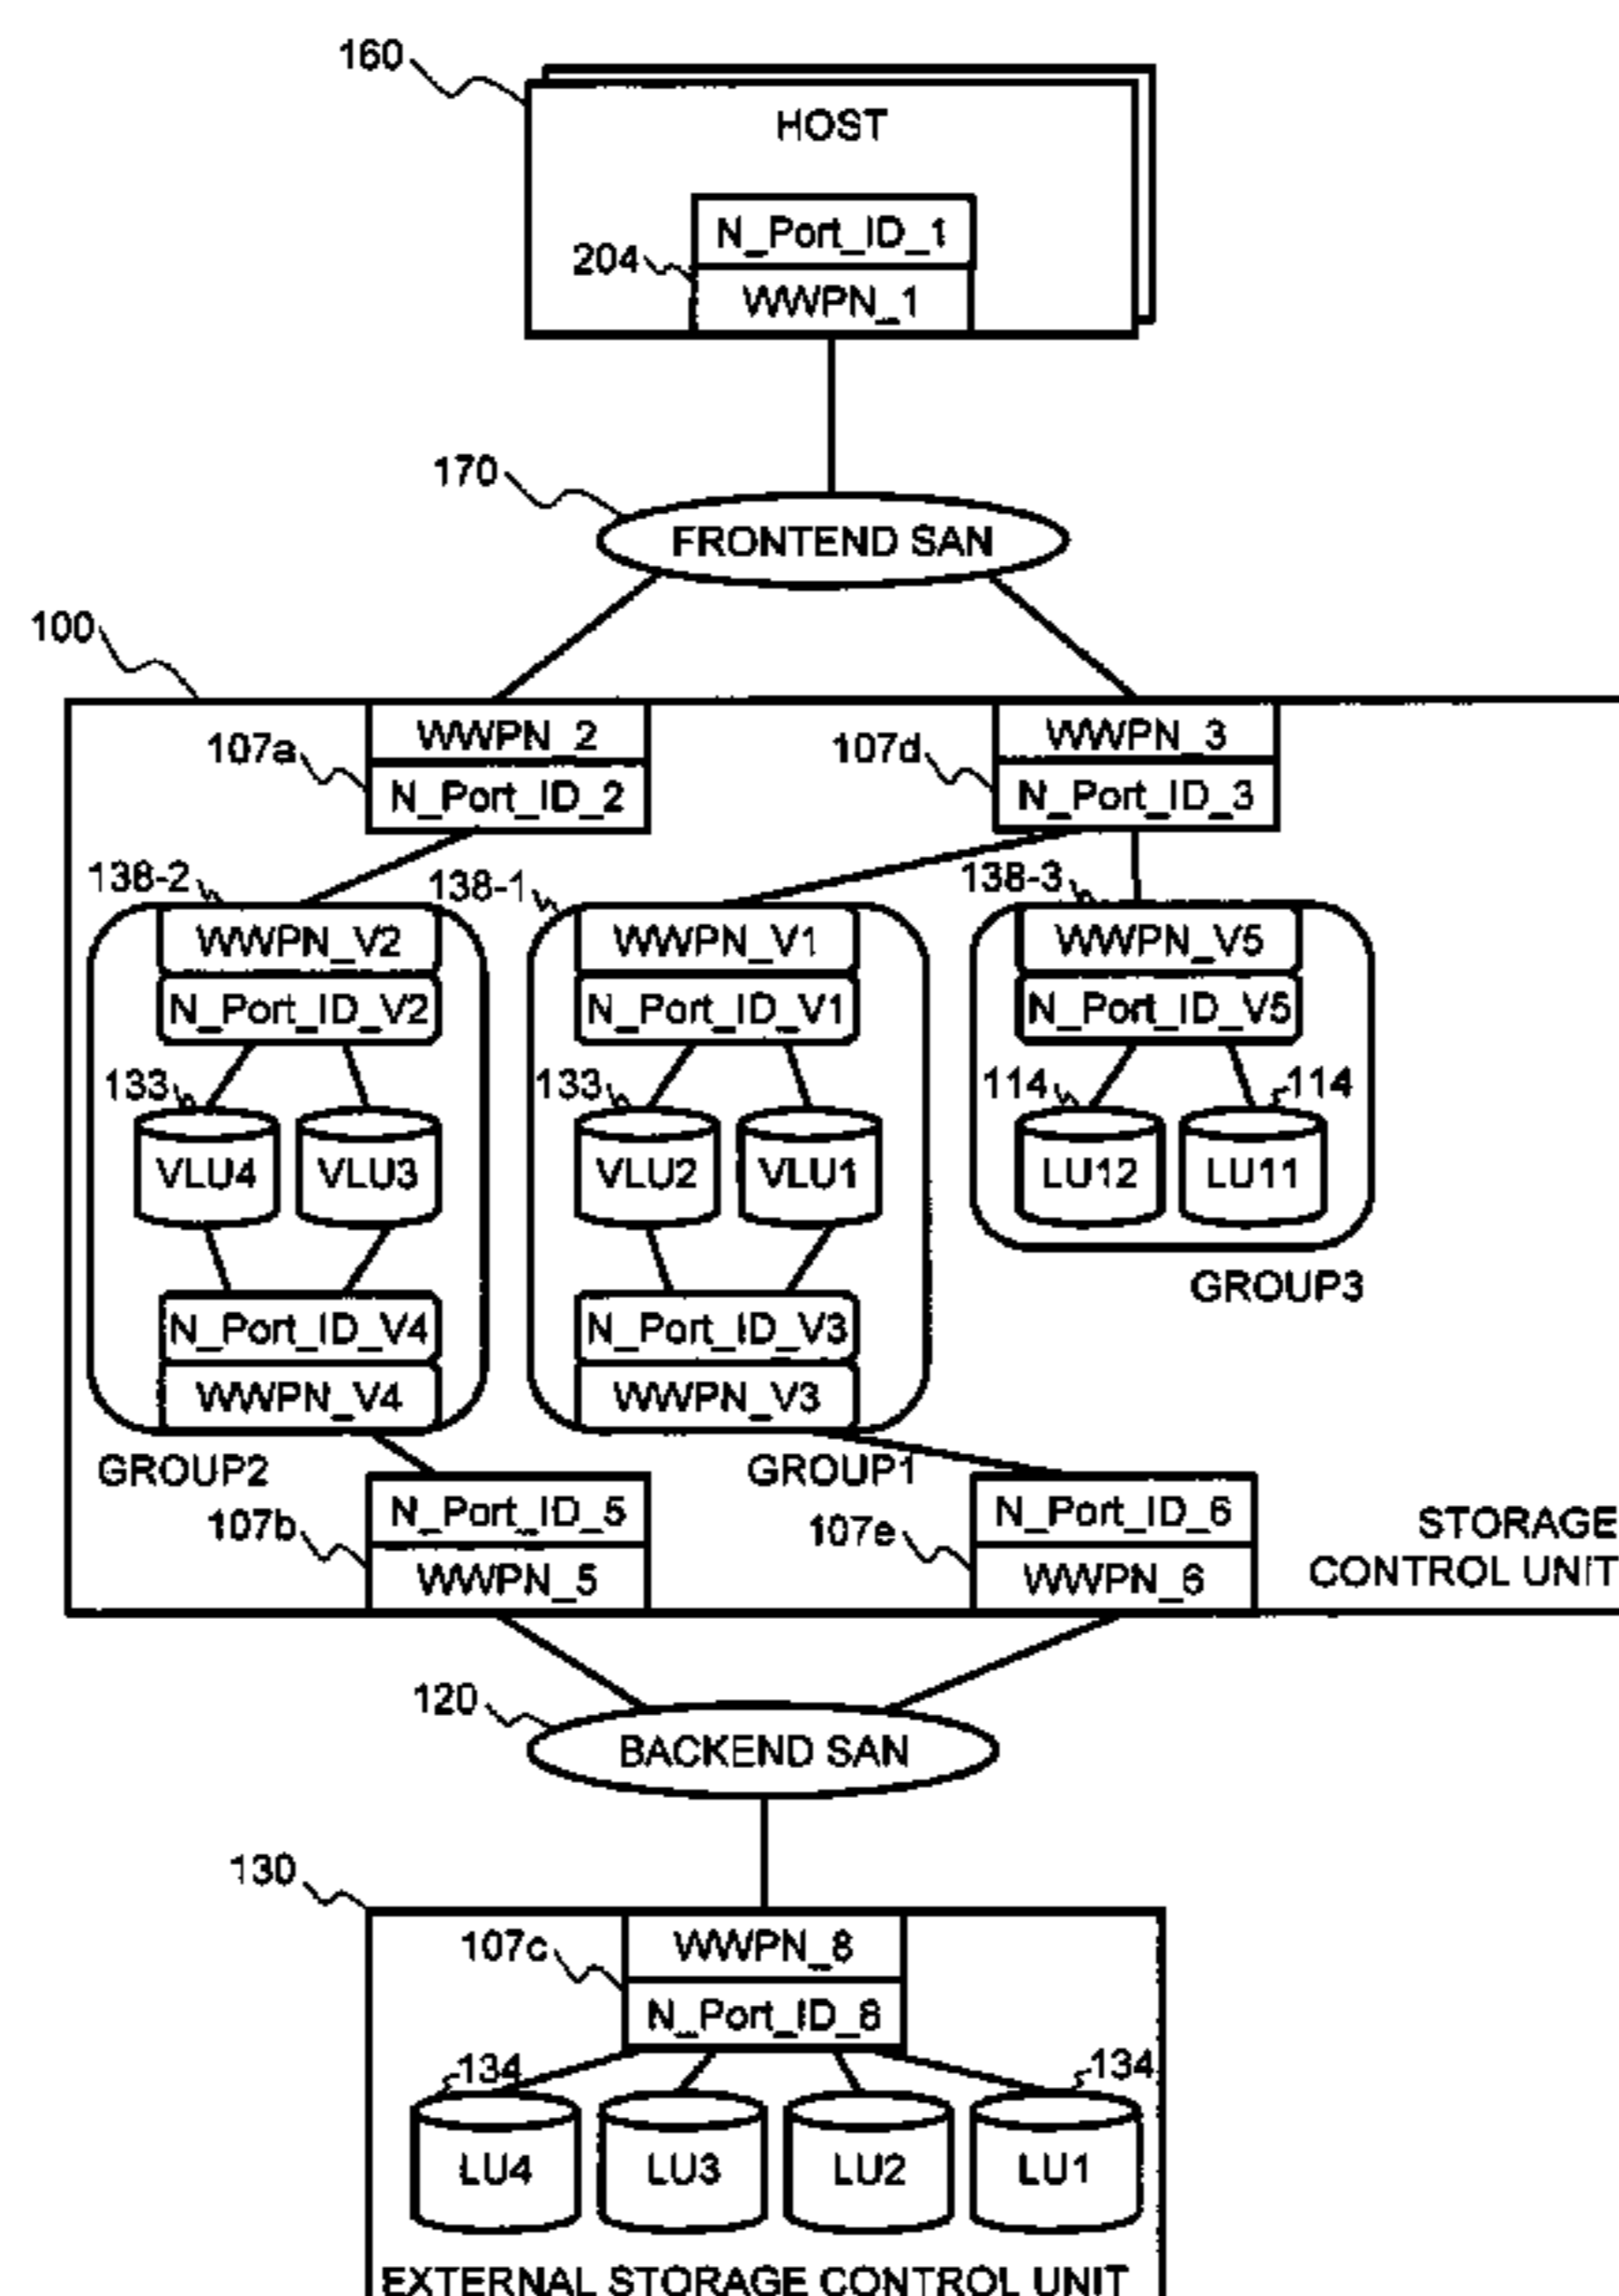 160
HOST
N_Port_ID_1
204
WWPN_1
170
FRONTEND SAN
100
WWPN_2
107a
N_Port_ID_2
WWPN_3
107d
N_Port_ID_3
138-2
138-1
138-3
WWPN_V2
WWPN_V1
WWPN_V5
N_Port_ID_V2
N_Port_ID_V1
N_Port_ID_V5
133
133
114
114
VLU4
VLU3
VLU2
VLU1
LU12
LU11
GROUP3
N_Port_ID_V4
N_Port_ID_V3
WWPN_V4
WWPN_V3
GROUP2
GROUP1
N_Port_ID_5
107b
WWPN_5
N_Port_ID_6
107e
WWPN_6
STORAGE
CONTROL UNIT
120
BACKEND SAN
130
WWPN_8
107c
N_Port_ID_8
134
134
LU4
LU3
LU2
LU1
EXTERNAL STORAGE CONTROL UNIT